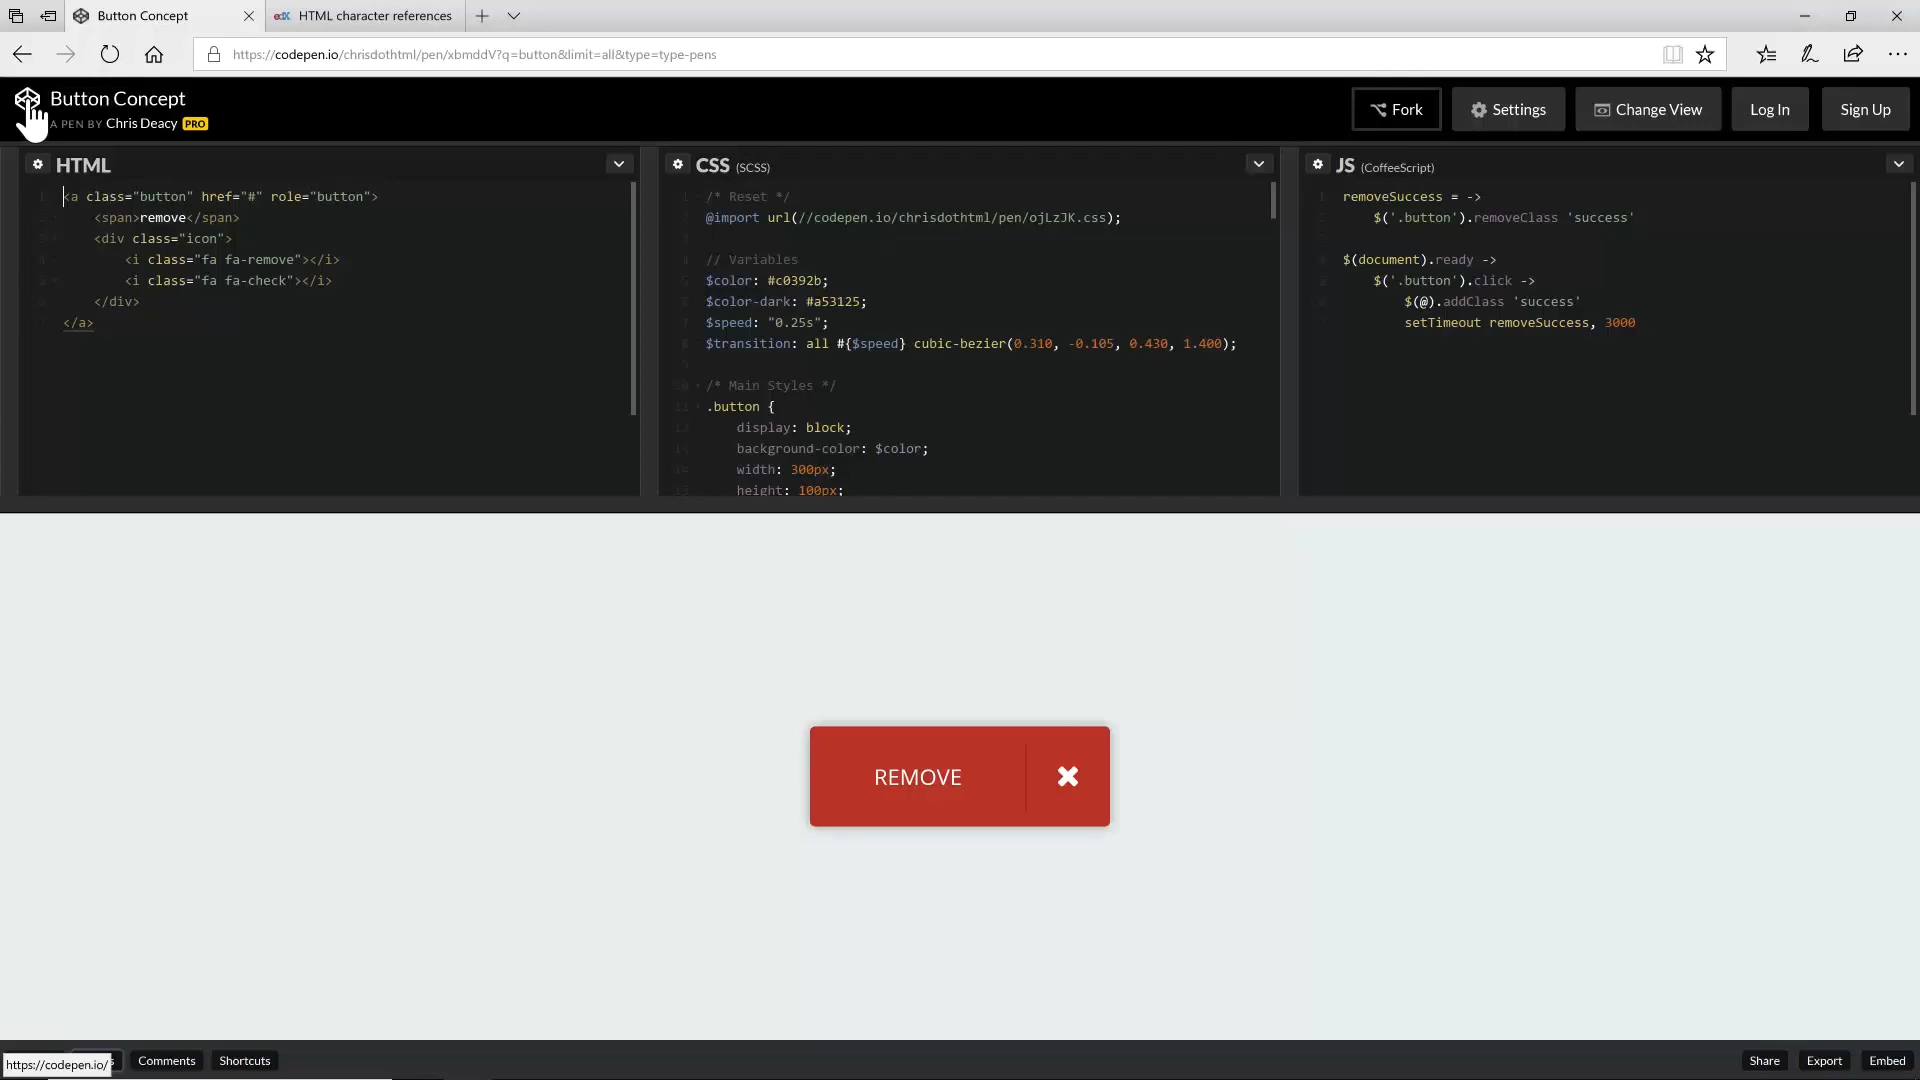 Button Concept
HTML character references
https://codepen.io/chrisdothtml/pen/xbmddV?q=button&limit=all&type=type-pens
Button Concept
A PEN BY Chris Deacy PRO
Fork
Settings
Change View
Log In
Sign Up
HTML
<a class="button" href="#" role="button">
<span>remove</span>
<div class="icon">
<i class="fa fa-remove"></i>
<i class="fa fa-check"></i>
</div>
</a>
CSS (SCSS)
/* Reset */
@import url(//codepen.io/chrisdothtml/pen/ojLzJK.css);
// Variables
$color: #c0392b;
$color-dark: #a53125;
$speed: "0.25s";
$transition: all #{$speed} cubic-bezier(0.310, -0.105, 0.430, 1.400);
/* Main Styles */
.button {
display: block;
background-color: $color;
width: 300px;
height: 100px;
JS (CoffeeScript)
removeSuccess = ->
$('.button').removeClass 'success'
$(document).ready ->
$('.button').click ->
$(@).addClass 'success'
setTimeout removeSuccess, 3000
REMOVE
https://codepen.io/
Comments
Shortcuts
Share
Export
Embed